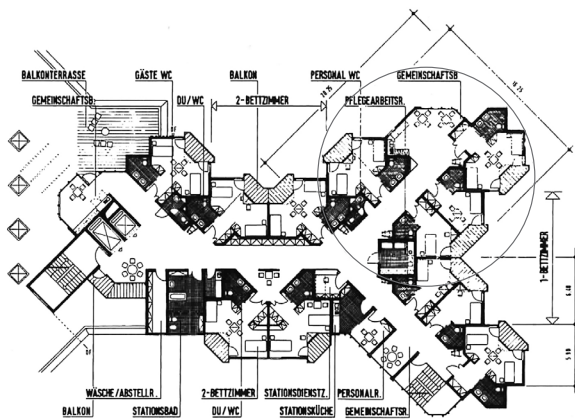 BALKONTERRASSE
GÄSTE WC
BALKON
PERSONAL WC
GEMEINSCHAFTSB.
GEMEINSCHAFTSB.
DU/WC
2-BETTZIMMER
PFLEGEARBEITSR.
1-BETTZIMMER
WÄSCHE/ABSTELLR.
2-BETTZIMMER
STATIONSDIENSTZ.
PERSONALR.
BALKON
STATIONSBAD
DU/WC
STATIONSKÜCHE
GEMEINSCHAFTSR.